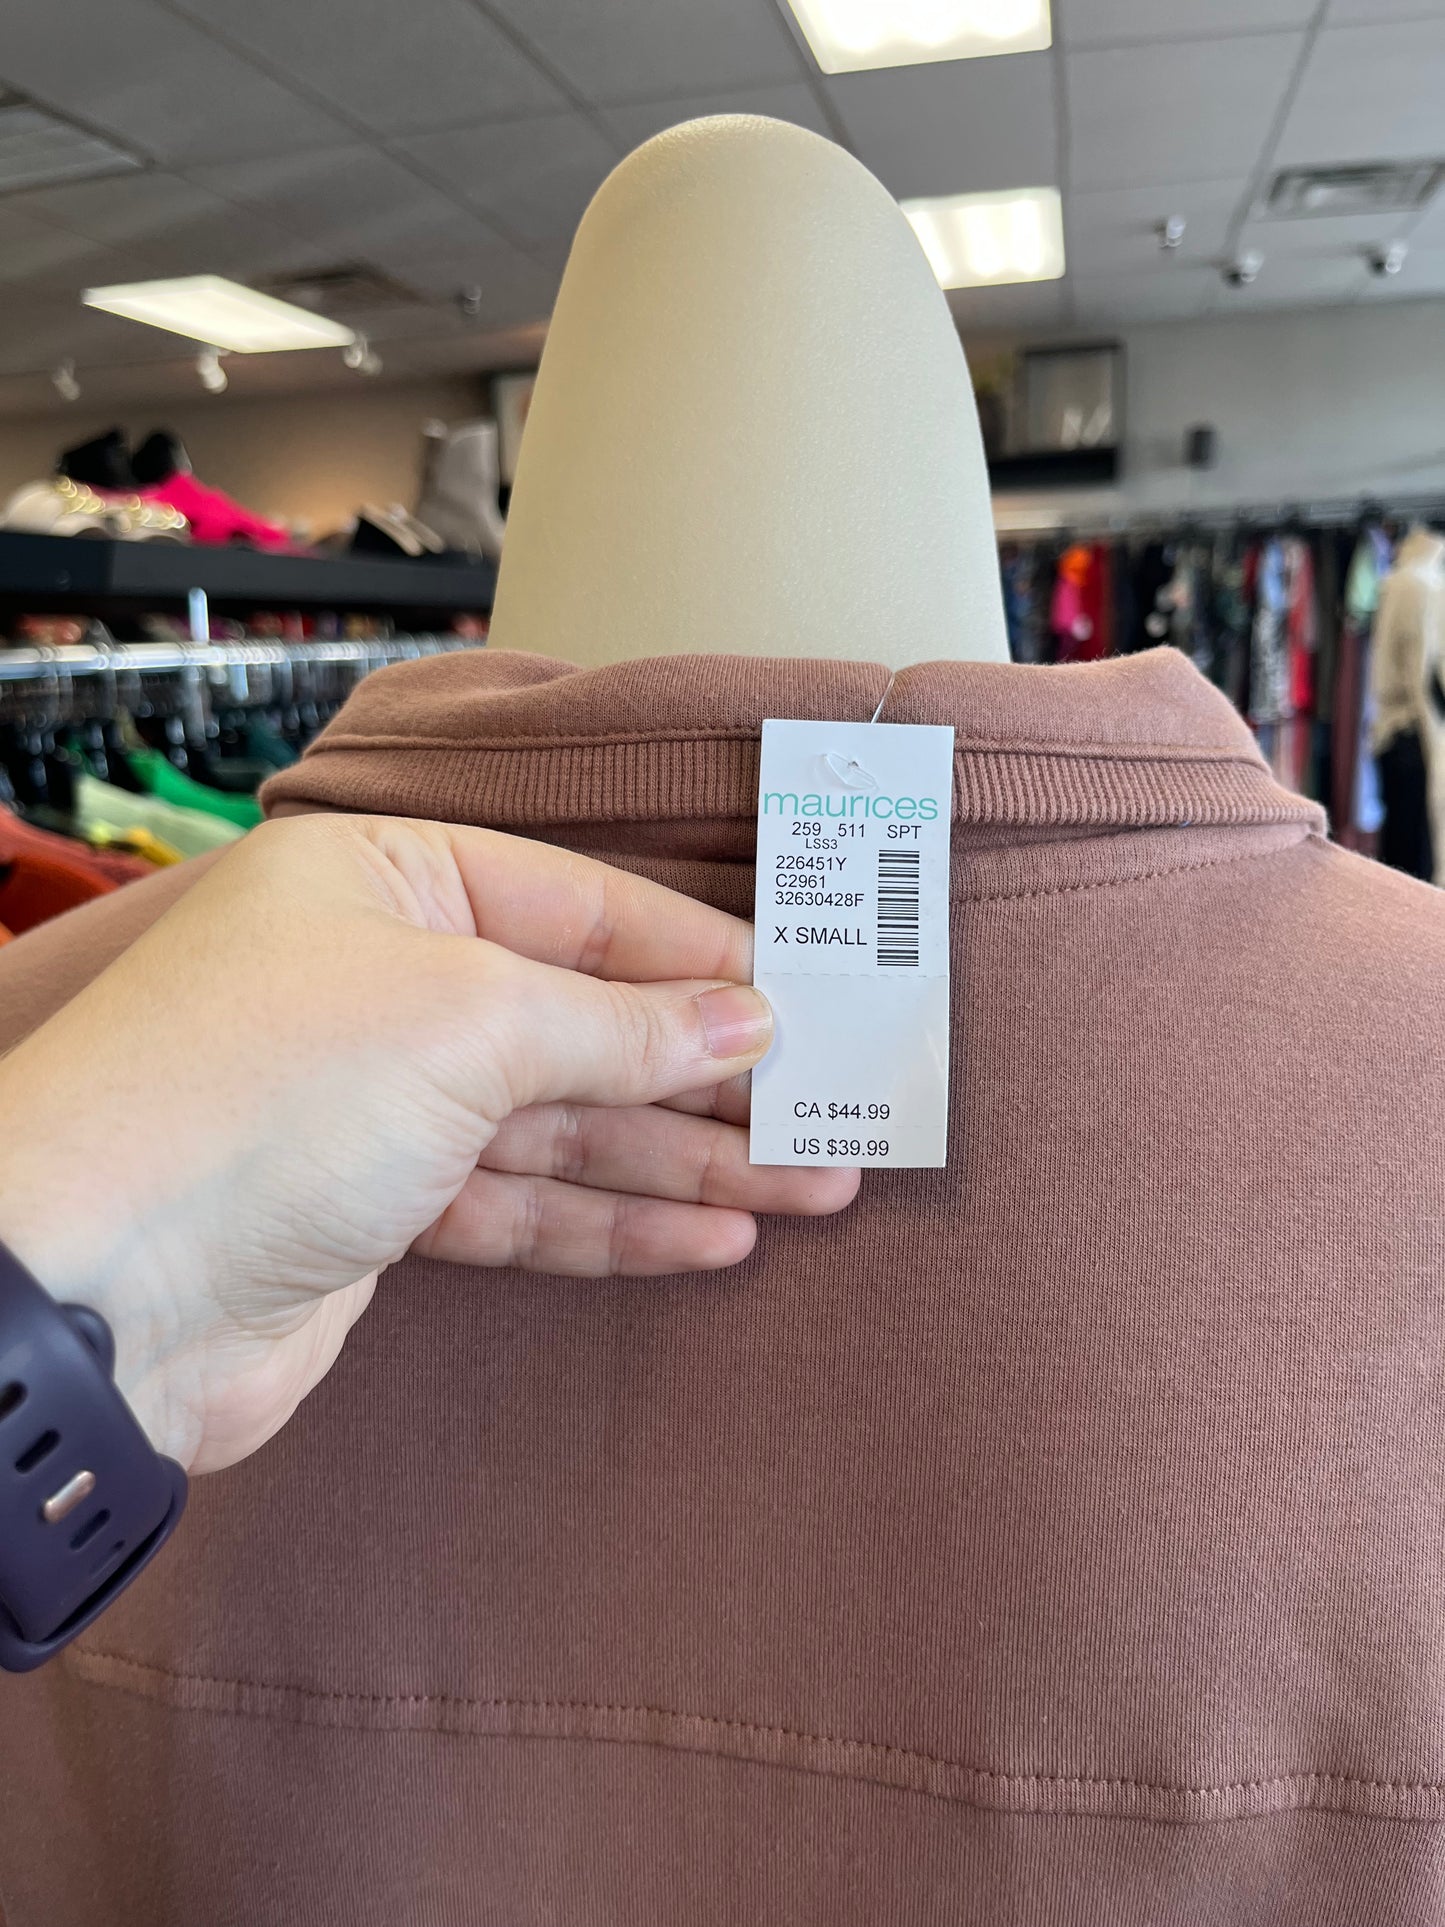 maurices
259 511 SPT
LSS3
226451Y
C2961
32630428F
X SMALL
CA $44.99
US $39.99